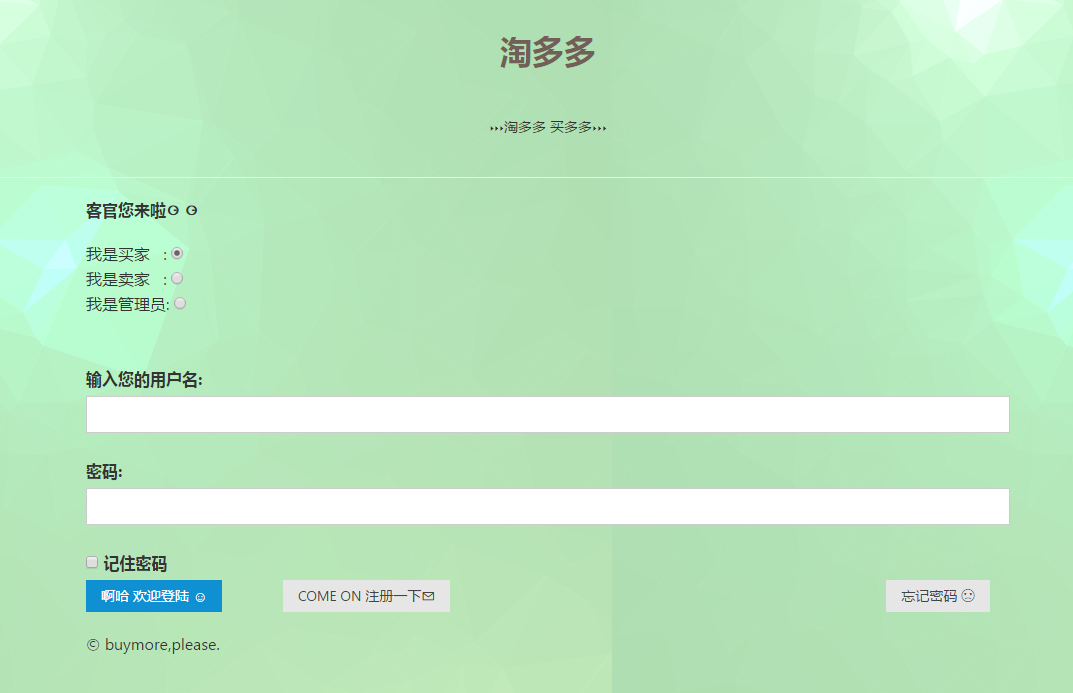 淘多多
淘多多 买多多
客官您来啦
我是买家 :
我是卖家 :
我是管理员:
输入您的用户名:
密码:
记住密码
啊哈 欢迎登陆 ☺
COME ON 注册一下✉
忘记密码 ☹
© buymore,please.